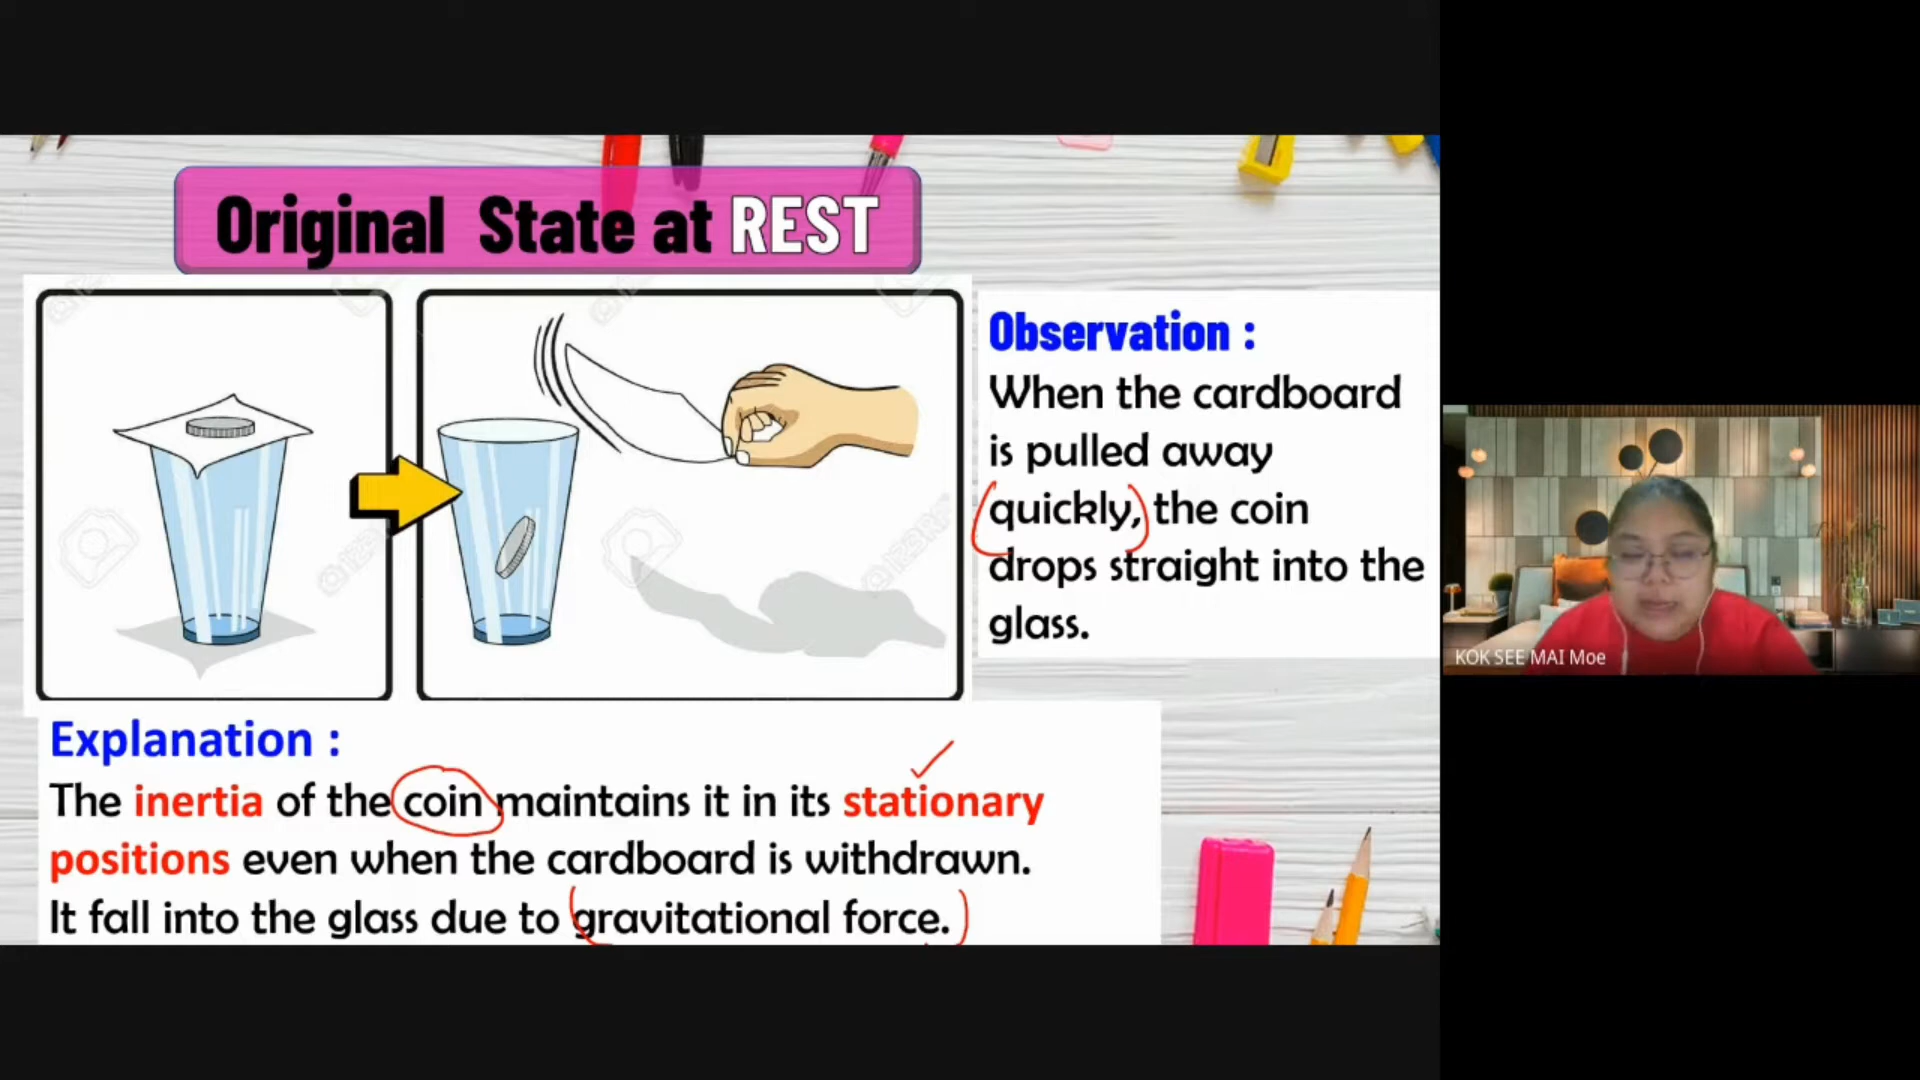 Original State at REST
Observation :
When the cardboard
is pulled away
quickly, the coin
drops straight into the
glass.
Explanation :
The inertia of the coin maintains it in its stationary
positions even when the cardboard is withdrawn.
It fall into the glass due to gravitational force.
KOK SEE MAI Moe